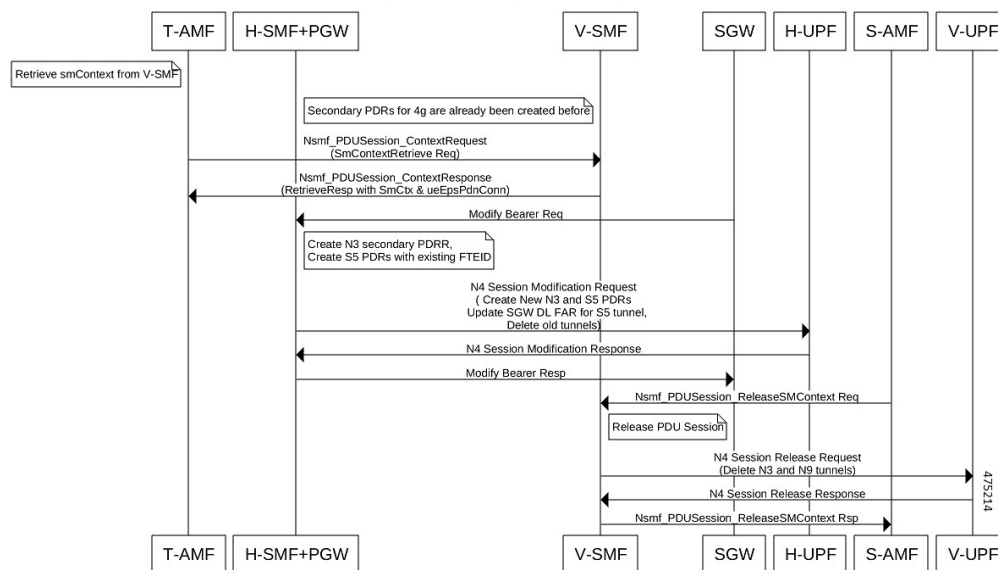 T-AMF
H-SMF+PGW
V-SMF
SGW
H-UPF
S-AMF
V-UPF
Retrieve smContext from V-SMF
Secondary PDRs for 4g are already been created before
Nsmf_PDUSession_ContextRequest
(SmContextRetrieve Req)
Nsmf_PDUSession_ContextResponse
(RetrieveResp with SmCtx & ueEpsPdnConn)
Modify Bearer Req
Create N3 secondary PDRR,
Create S5 PDRs with existing FTEID
N4 Session Modification Request
( Create New N3 and S5 PDRs
Update SGW DL FAR for S5 tunnel,
Delete old tunnels)
N4 Session Modification Response
Modify Bearer Resp
Nsmf_PDUSession_ReleaseSMContext Req
Release PDU Session
N4 Session Release Request
(Delete N3 and N9 tunnels)
N4 Session Release Response
Nsmf_PDUSession_ReleaseSMContext Rsp
475214
T-AMF
H-SMF+PGW
V-SMF
SGW
H-UPF
S-AMF
V-UPF